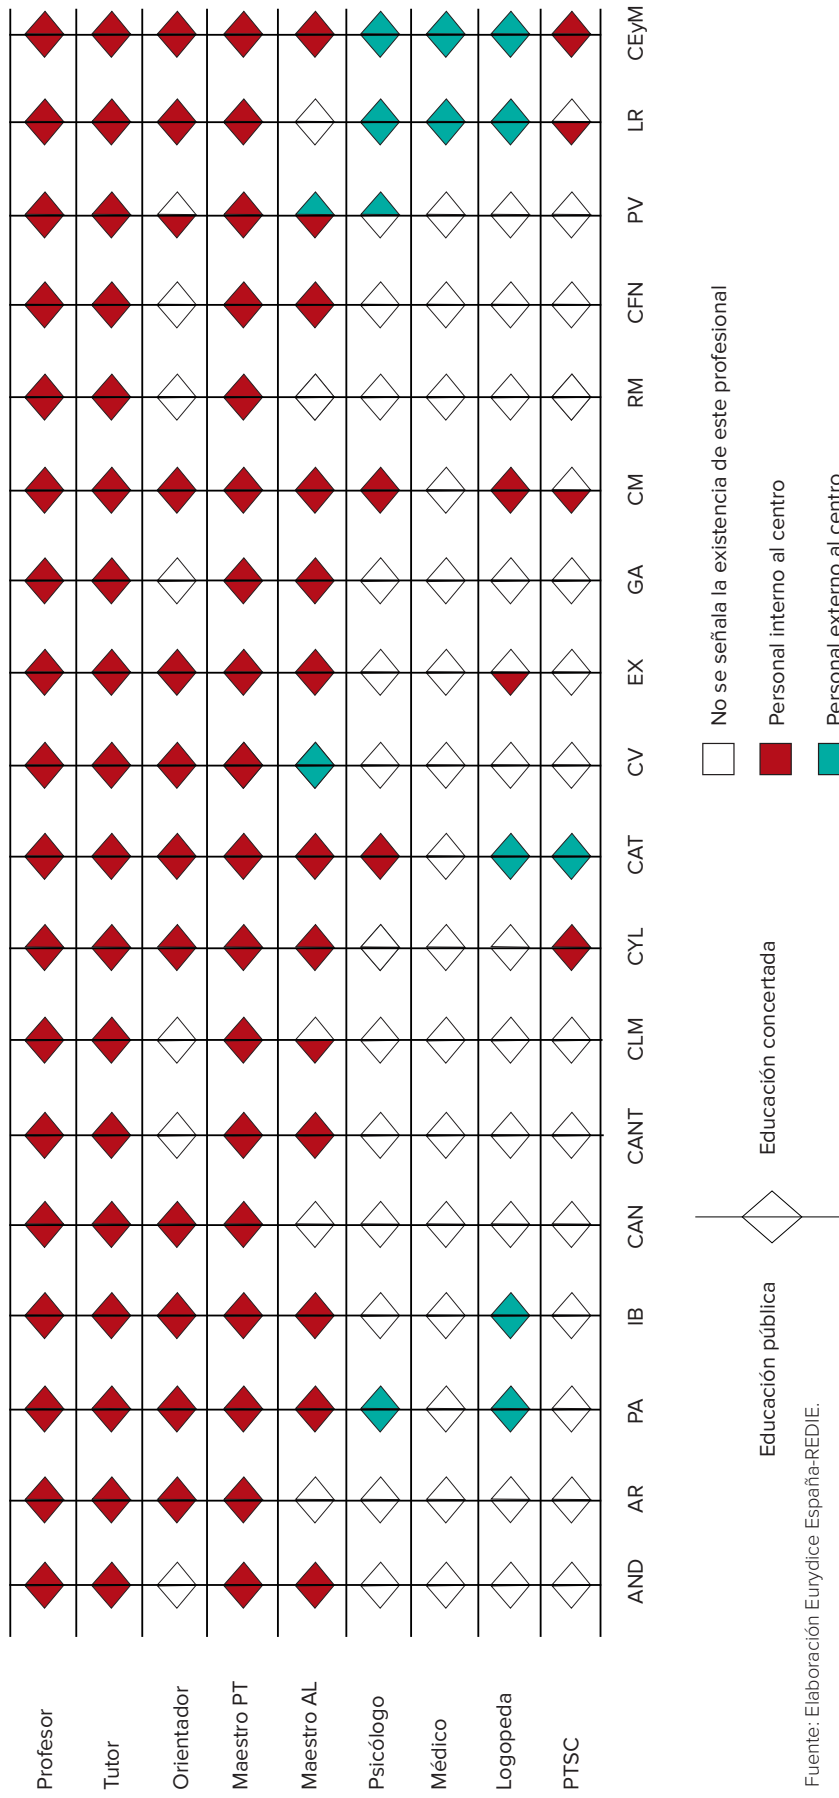 Profesor
Tutor
Orientador
Maestro PT
Maestro AL
Psicólogo
Médico
Logopeda
PTSC
AND
AR
PA
IB
CAN
CANT
CLM
CYL
CAT
CV
EX
GA
CM
RM
CFN
PV
LR
CEyM
Educación pública
Educación concertada
No se señala la existencia de este profesional
Personal interno al centro
Personal externo al centro
Fuente: Elaboración Eurydice España-REDIE.